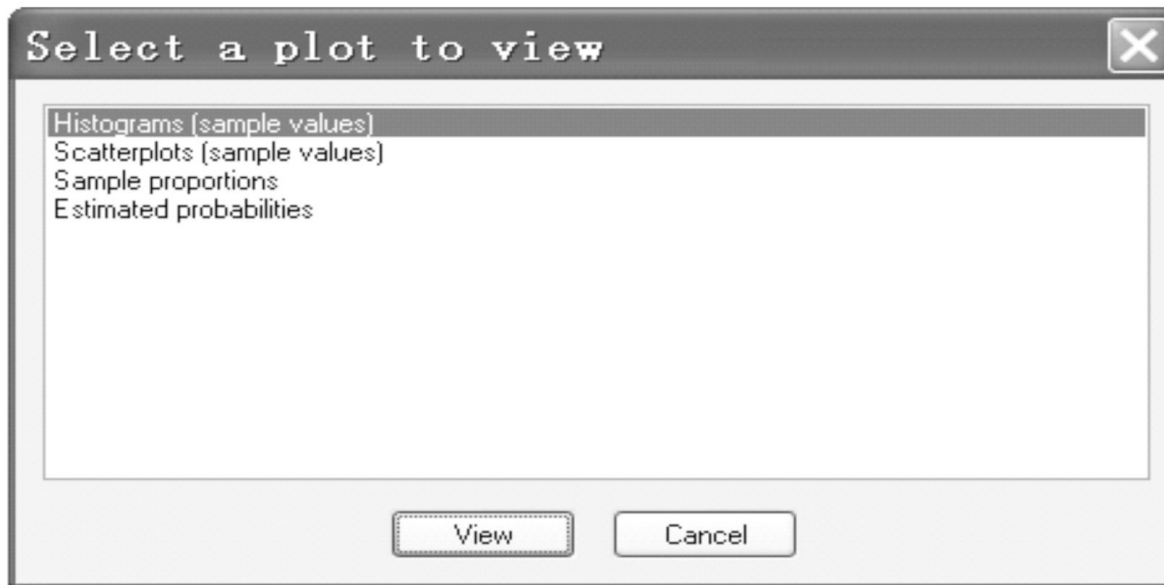 Select a plot to view
Histograms (sample values)
Scatterplots (sample values)
Sample proportions
Estimated probabilities
View
Cancel